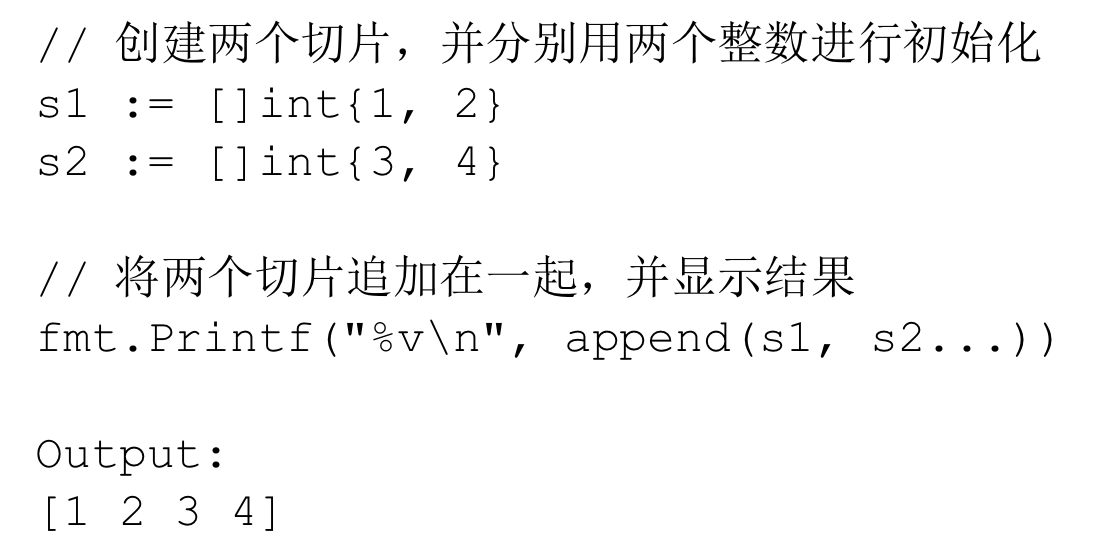 // 创建两个切片，并分别用两个整数进行初始化
s1 := []int{1, 2}
s2 := []int{3, 4}
// 将两个切片追加在一起，并显示结果
fmt.Printf("%v\n", append(s1, s2...))
Output:
[1 2 3 4]